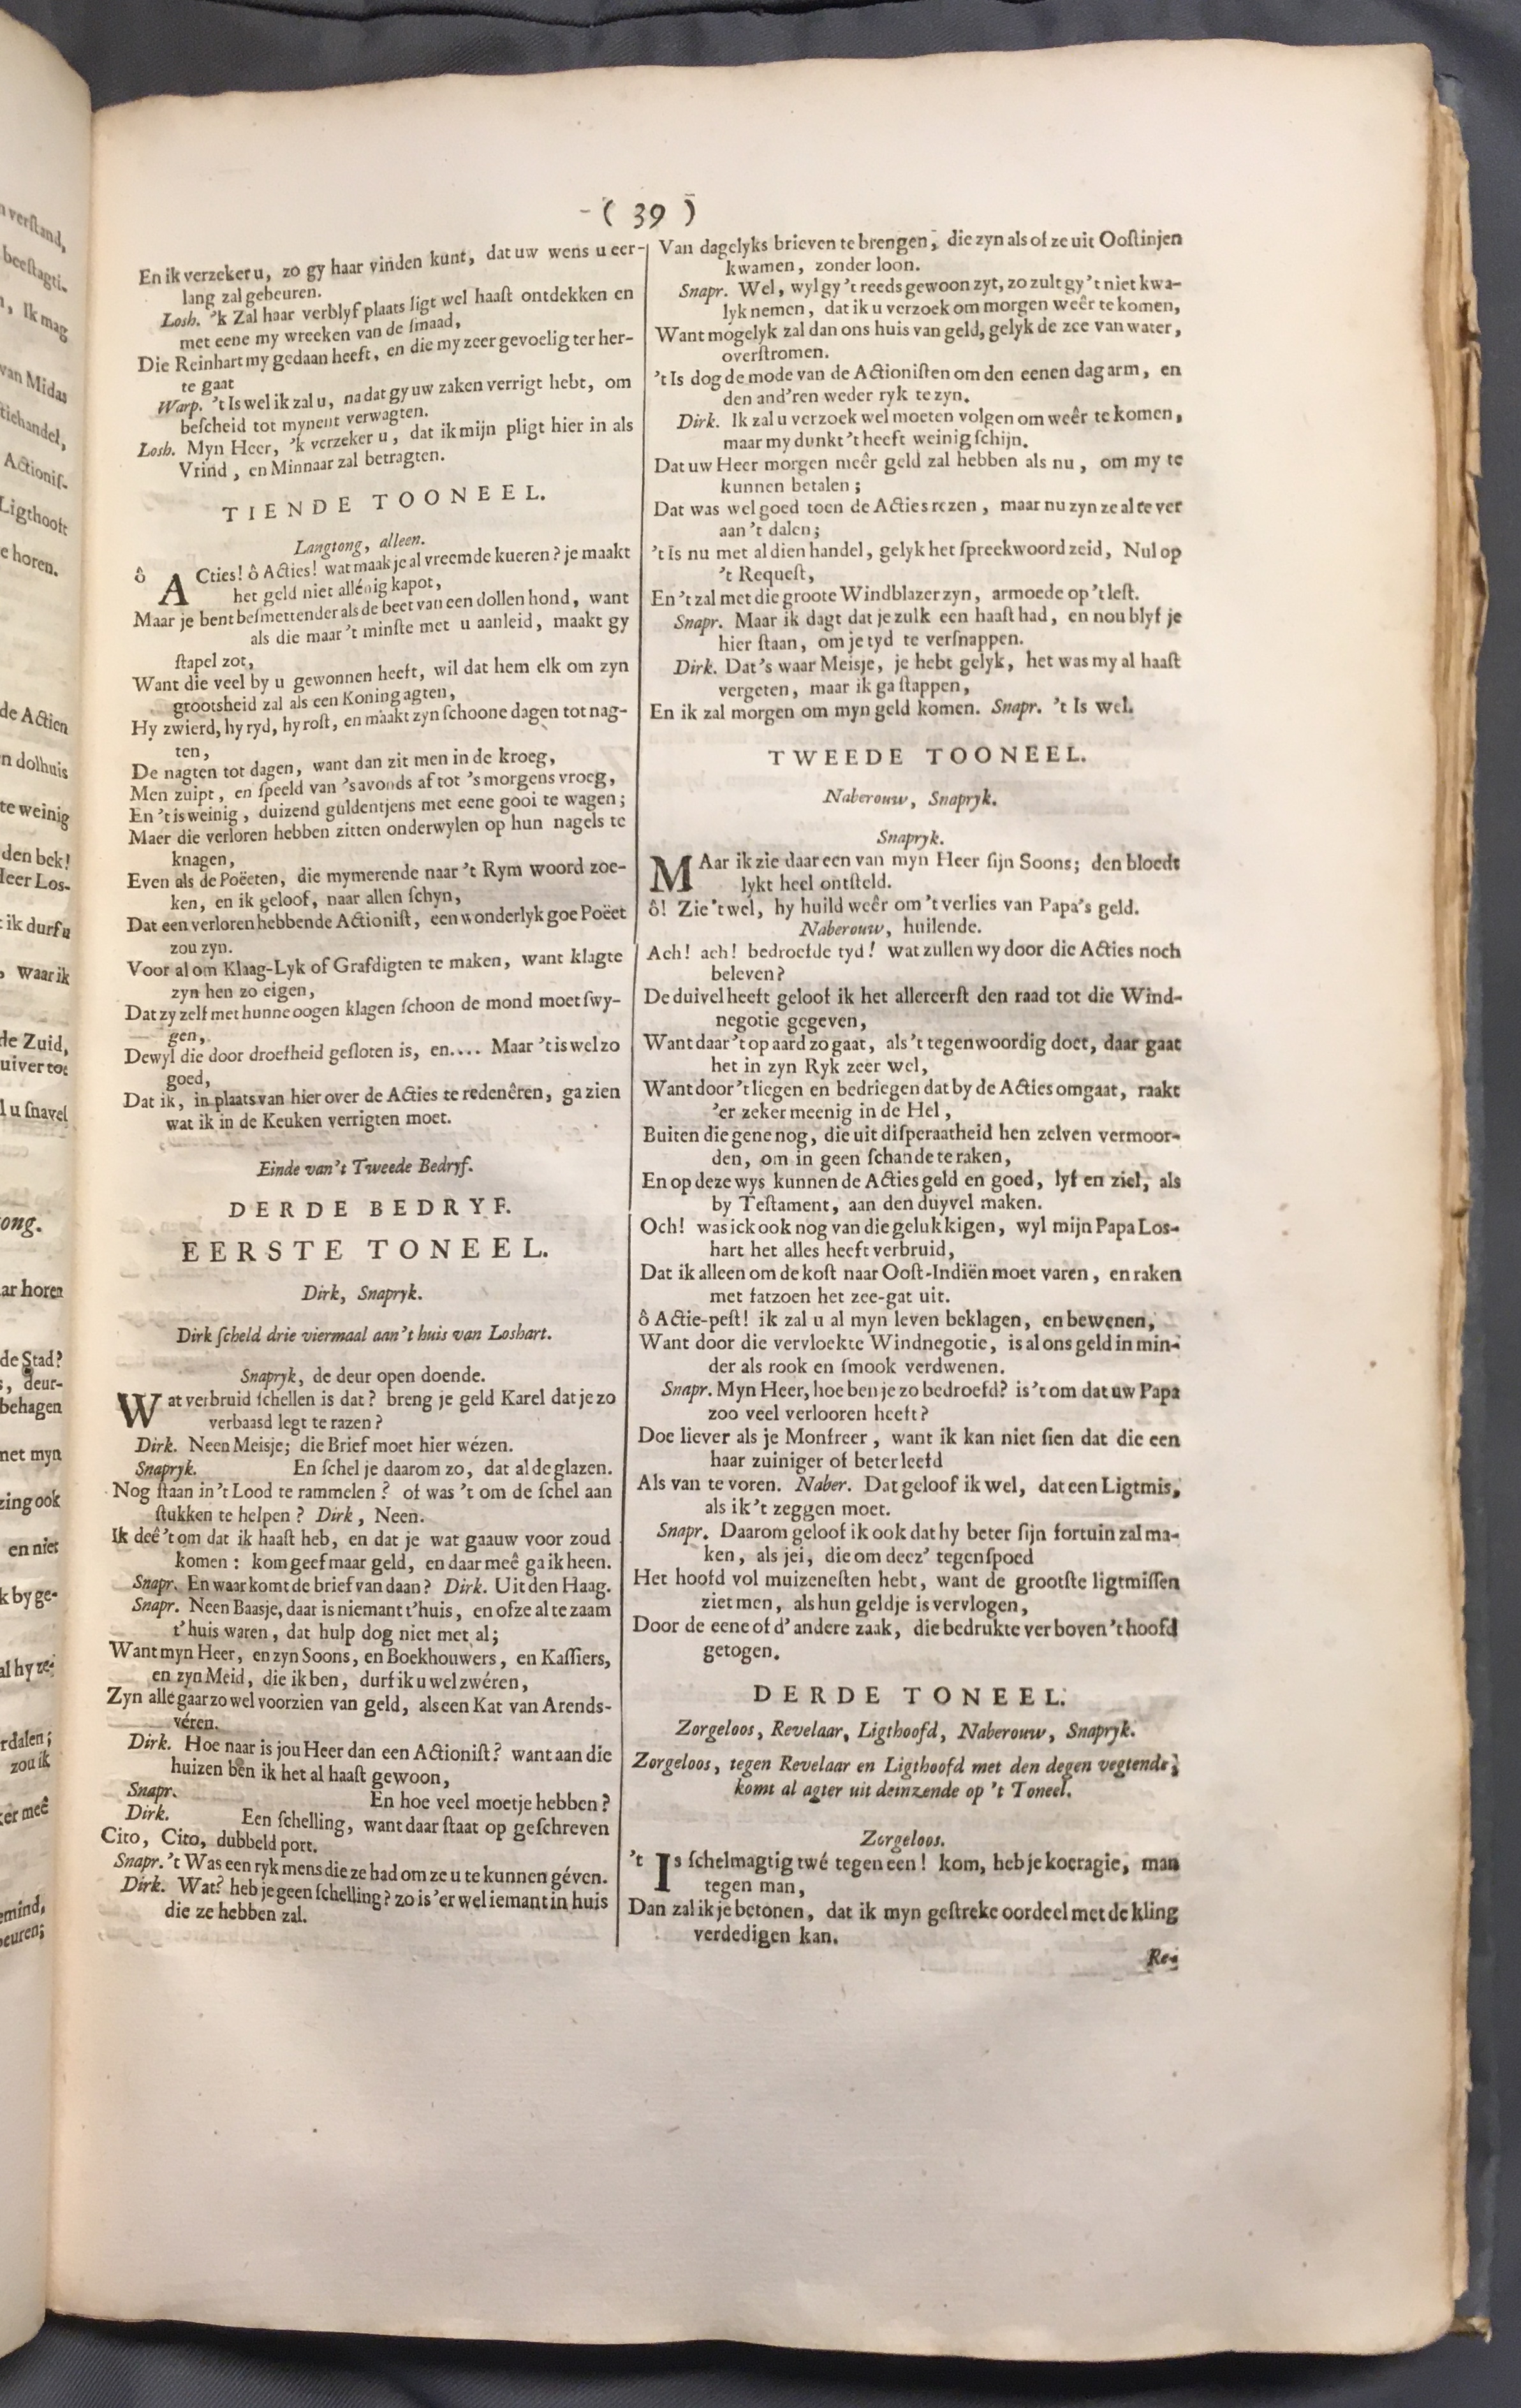 n verſtand,
beeſtagti-
n, Ik mag
van Midas
tiehandel,
Actioniſ-
Ligthooft
e horen.
de Actien
n dolhuis
te weinig
den bek!
Heer Los-
t ik durf u
, waar ik
de Zuid,
uiver toe
l u ſnavel
ong.
ar horen
de Stad?
s, deur-
behagen
met myn
zing ook
en niet
k by ge-
al hy ze-
rdalen;
zou ik
ker meê
emind,
beuren;
- ( 39 )
En ik verzeker u, zo gy haar vinden kunt, dat uw wens u eer-
lang zal gebeuren.
Losh. 'k Zal haar verblyf plaats ligt wel haaſt ontdekken en
met eene my wreeken van de ſmaad,
Die Reinhart my gedaan heeft, en die my zeer gevoelig ter her-
te gaat
Warp. 't Is wel ik zal u, na dat gy uw zaken verrigt hebt, om
beſcheid tot mynent verwagten.
Losh. Myn Heer, 'k verzeker u, dat ik mijn pligt hier in als
Vrind, en Minnaar zal betragten.
TIENDE TOONEEL.
Langtong, alleen.
ô ACties! ô Acties! wat maak je al vreemde kueren? je maakt
het geld niet allénig kapot,
Maar je bent beſmettender als de beet van een dollen hond, want
als die maar 't minſte met u aanleid, maakt gy
ſtapel zot,
Want die veel by u gewonnen heeft, wil dat hem elk om zyn
grootsheid zal als een Koning agten,
Hy zwierd, hy ryd, hy roſt, en maakt zyn ſchoone dagen tot nag-
ten,
De nagten tot dagen, want dan zit men in de kroeg,
Men zuipt, en ſpeeld van 's avonds af tot 's morgens vroeg,
En 't is weinig, duizend guldentjens met eene gooi te wagen;
Maer die verloren hebben zitten onderwylen op hun nagels te
knagen,
Even als de Poëeten, die mymerende naar 't Rym woord zoe-
ken, en ik geloof, naar allen ſchyn,
Dat een verloren hebbende Actioniſt, een wonderlyk goe Poëet
zou zyn.
Voor al om Klaag-Lyk of Grafdigten te maken, want klagte
zyn hen zo eigen,
Dat zy zelf met hunne oogen klagen ſchoon de mond moet ſwy-
gen,
Dewyl die door droefheid geſloten is, en.... Maar 't is wel zo
goed,
Dat ik, in plaats van hier over de Acties te redenêren, ga zien
wat ik in de Keuken verrigten moet.
Einde van't Tweede Bedryf.
DERDE BEDRYF.
EERSTE TONEEL.
Dirk, Snapryk.
Dirk ſcheld drie viermaal aan't huis van Loshart.
Snapryk, de deur open doende.
Wat verbruid ſchellen is dat? breng je geld Karel dat je zo
verbaasd legt te razen?
Dirk. Neen Meisje; die Brief moet hier wézen.
Snapryk. En ſchel je daarom zo, dat al de glazen.
Nog ſtaan in't Lood te rammelen? of was 't om de ſchel aan
ſtukken te helpen? Dirk, Neen.
Ik deê 't om dat ik haaſt heb, en dat je wat gaauw voor zoud
komen: kom geef maar geld, en daar meê ga ik heen.
Snapr. En waar komt de brief van daan? Dirk. Uit den Haag.
Snapr. Neen Baasje, daar is niemant t'huis, en of ze al te zaam
t'huis waren, dat hulp dog niet met al;
Want myn Heer, en zyn Soons, en Boekhouwers, en Kaſſiers,
en zyn Meid, die ik ben, durf ik u wel zwéren,
Zyn alle gaar zo wel voorzien van geld, als een Kat van Arends-
véren.
Dirk. Hoe naar is jou Heer dan een Actioniſt? want aan die
huizen ben ik het al haaſt gewoon,
Snapr. En hoe veel moetje hebben?
Dirk. Een ſchelling, want daar ſtaat op geſchreven
Cito, Cito, dubbeld port.
Snapr. 't Was een ryk mens die ze had om ze u te kunnen géven.
Dirk. Wat? heb je geen ſchelling? zo is 'er wel iemant in huis
die ze hebben zal.
Van dagelyks brieven te brengen, die zyn als of ze uit Ooſtinjen
kwamen, zonder loon.
Snapr. Wel, wyl gy 't reeds gewoon zyt, zo zult gy 't niet kwa-
lyk nemen, dat ik u verzoek om morgen weêr te komen,
Want mogelyk zal dan ons huis van geld, gelyk de zee van water,
overſtromen.
't Is dog de mode van de Actioniſten om den eenen dag arm, en
den and'ren weder ryk te zyn.
Dirk. Ik zal u verzoek wel moeten volgen om weêr te komen,
maar my dunkt 't heeft weinig ſchijn.
Dat uw Heer morgen meêr geld zal hebben als nu, om my te
kunnen betalen;
Dat was wel goed toen de Acties rezen, maar nu zyn ze al te ver
aan 't dalen;
't Is nu met al dien handel, gelyk het ſpreekwoord zeid, Nul op
't Requeſt,
En 't zal met die groote Windblazer zyn, armoede op 't leſt.
Snapr. Maar ik dagt dat je zulk een haaſt had, en nou blyf je
hier ſtaan, om je tyd te verſnappen.
Dirk. Dat's waar Meisje, je hebt gelyk, het was my al haaſt
vergeten, maar ik ga ſtappen,
En ik zal morgen om myn geld komen. Snapr. 't Is wel.
TWEEDE TOONEEL.
Naberouw, Snapryk.
Snapryk.
MAar ik zie daar een van myn Heer ſijn Soons; den bloedt
lykt heel ontſteld.
ô! Zie 't wel, hy huild weêr om 't verlies van Papa's geld.
Naberouw, huilende.
Ach! ach! bedroefde tyd! wat zullen wy door die Acties noch
beleven?
De duivel heeft geloof ik het allereerſt den raad tot die Wind-
negotie gegeven,
Want daar 't op aard zo gaat, als 't tegenwoordig doet, daar gaat
het in zyn Ryk zeer wel,
Want door 't liegen en bedriegen dat by de Acties omgaat, raakt
'er zeker meenig in de Hel,
Buiten die gene nog, die uit diſperaatheid hen zelven vermoor-
den, om in geen ſchande te raken,
En op deze wys kunnen de Acties geld en goed, lyf en ziel, als
by Teſtament, aan den duyvel maken.
Och! was ick ook nog van die gelukkigen, wyl mijn Papa Los-
hart het alles heeft verbruid,
Dat ik alleen om de koſt naar Ooſt-Indiën moet varen, en raken
met fatzoen het zee-gat uit.
ô Actie-peſt! ik zal u al myn leven beklagen, en bewenen,
Want door die vervloekte Windnegotie, is al ons geld in min-
der als rook en ſmook verdwenen.
Snapr. Myn Heer, hoe ben je zo bedroefd? is 't om dat uw Papa
zoo veel verlooren heeft?
Doe liever als je Monfreer, want ik kan niet ſien dat die een
haar zuiniger of beter leefd
Als van te voren. Naber. Dat geloof ik wel, dat een Ligtmis,
als ik 't zeggen moet.
Snapr. Daarom geloof ik ook dat hy beter ſijn fortuin zal ma-
ken, als jei, die om deez' tegenſpoed
Het hoofd vol muizeneſten hebt, want de grootſte ligtmiſſen
ziet men, als hun geldje is vervlogen,
Door de eene of d'andere zaak, die bedrukte ver boven 't hoofd
getogen.
DERDE TONEEL.
Zorgeloos, Revelaar, Ligthoofd, Naberouw, Snapryk.
Zorgeloos, tegen Revelaar en Ligthoofd met den degen vegtende,
komt al agter uit deinzende op 't Toneel.
Zorgeloos.
't Is ſchelmagtig twé tegen een! kom, heb je koeragie, man
tegen man,
Dan zal ik je betonen, dat ik myn geſtreke oordeel met de kling
verdedigen kan.
Re-